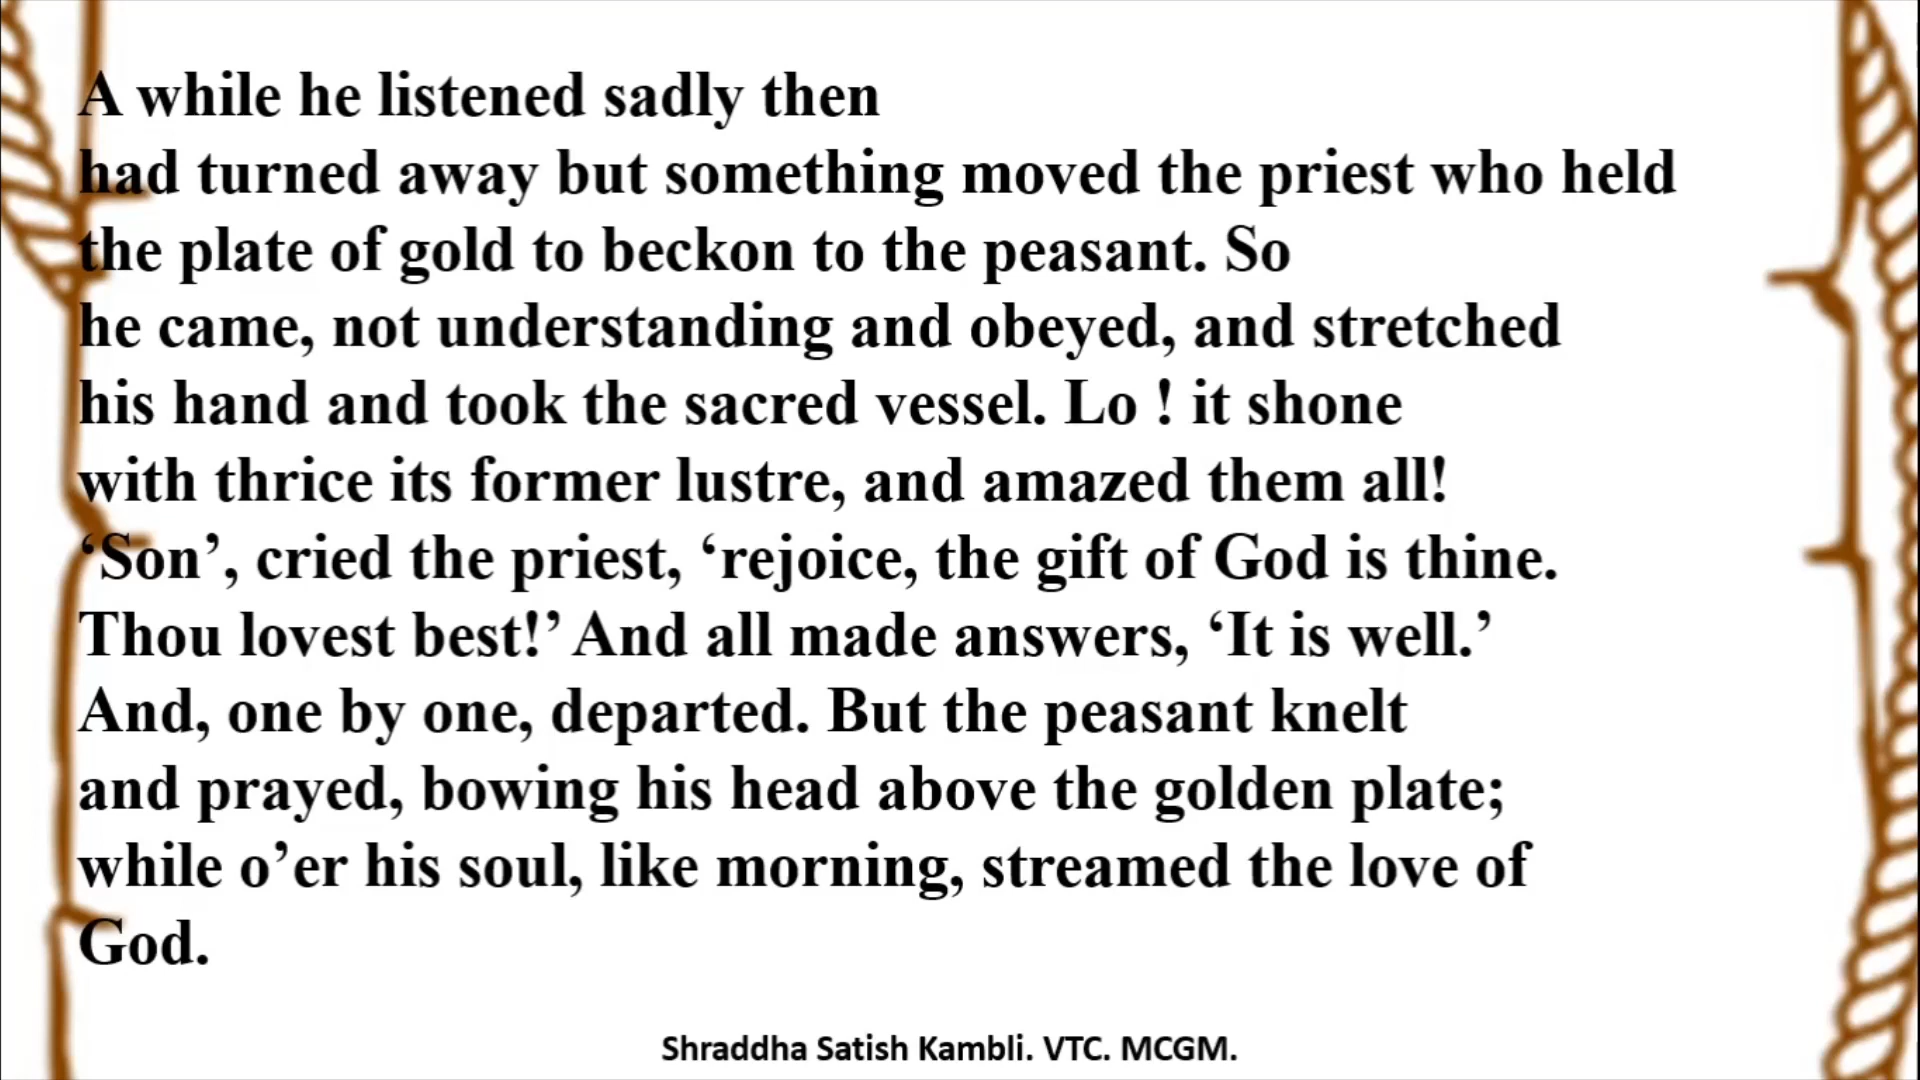 A while he listened sadly then
had turned away but something moved the priest who held
the plate of gold to beckon to the peasant. So
he came, not understanding and obeyed, and stretched
his hand and took the sacred vessel. Lo ! it shone
with thrice its former lustre, and amazed them all!
‘Son’, cried the priest, ‘rejoice, the gift of God is thine.
Thou lovest best!’ And all made answers, ‘It is well.’
And, one by one, departed. But the peasant knelt
and prayed, bowing his head above the golden plate;
while o’er his soul, like morning, streamed the love of
God.
Shraddha Satish Kambli. VTC. MCGM.